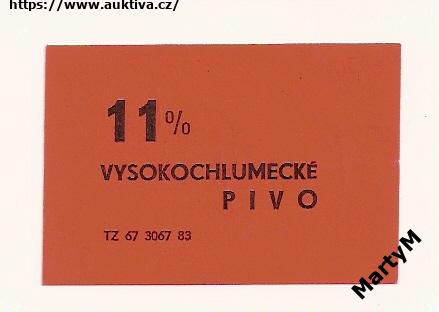 https://www.auktiva.cz/
11%
VYSOKOCHLUMECKÉ
PIVO
TZ 67 3067 83
MartyM